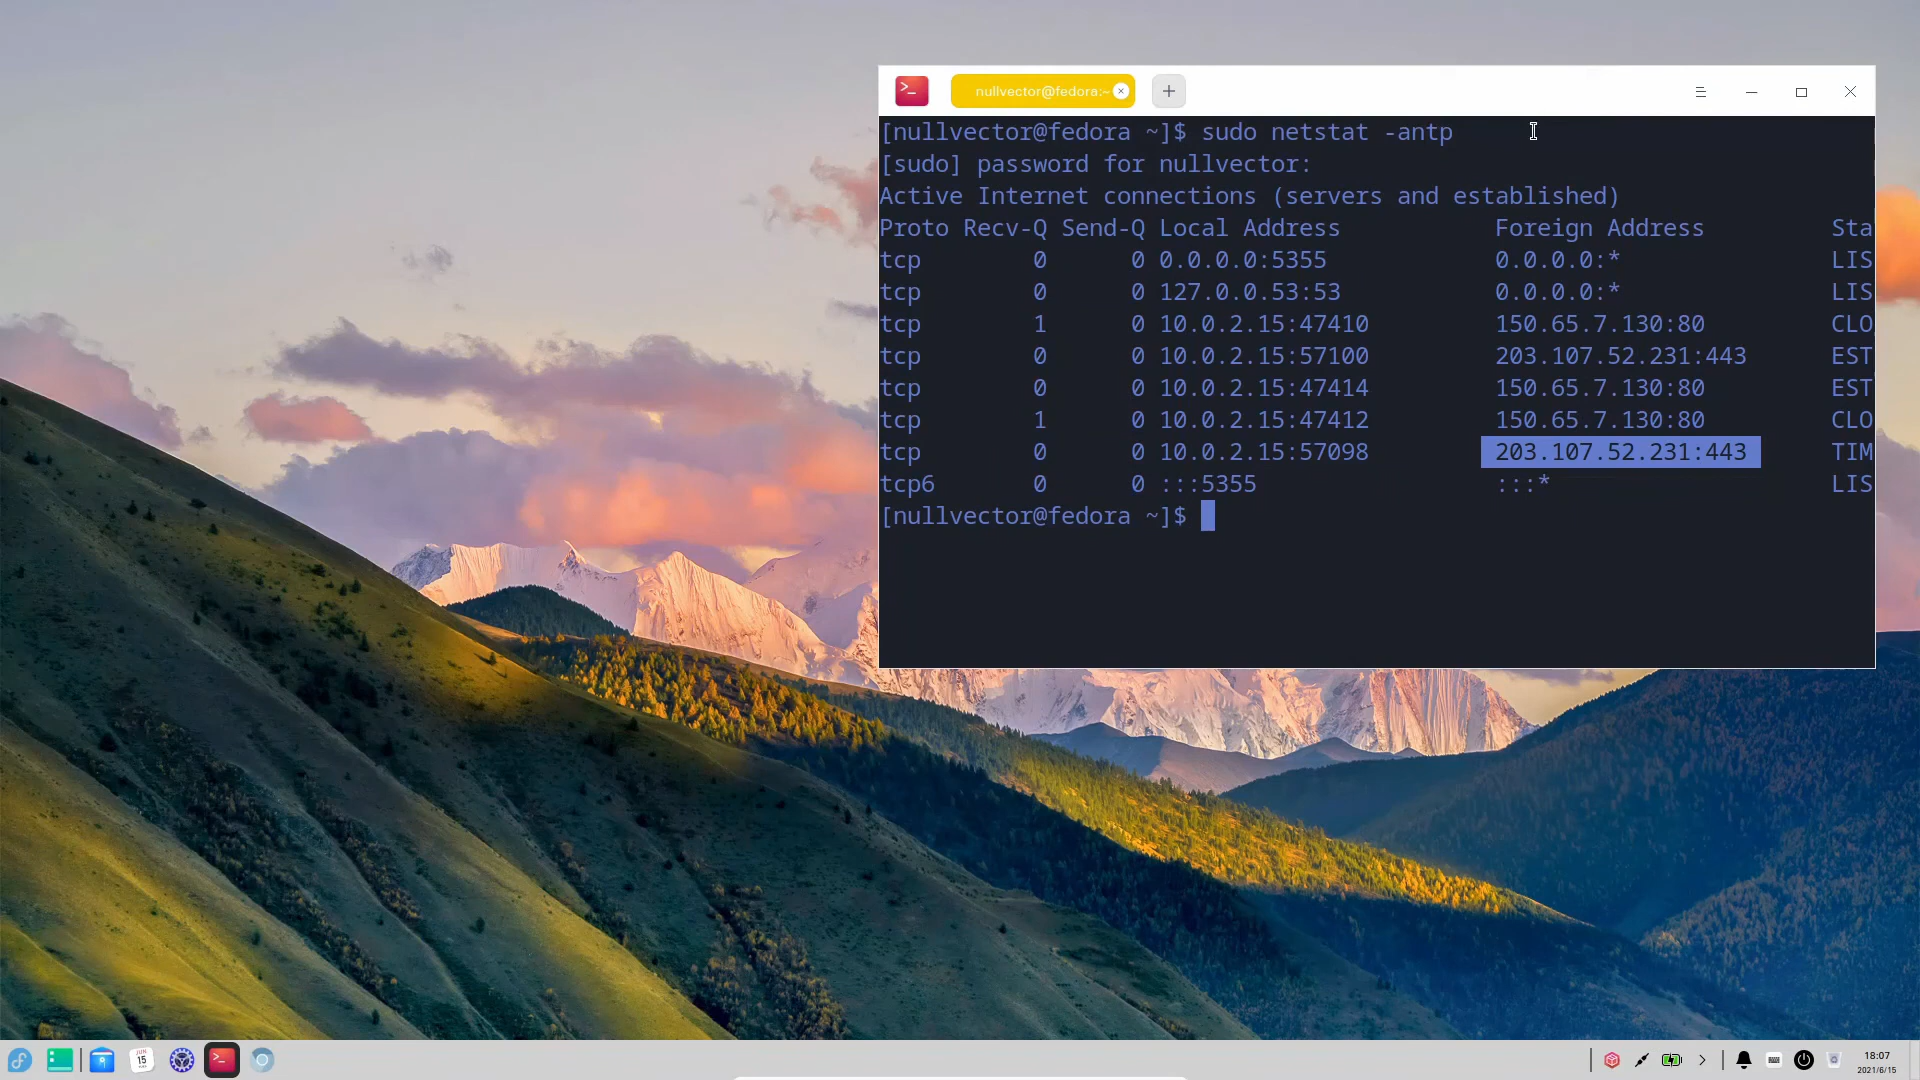 nullvector@fedora:~
[nullvector@fedora ~]$ sudo netstat -antp
[sudo] password for nullvector:
Active Internet connections (servers and established)
Proto Recv-Q Send-Q Local Address           Foreign Address         Sta
tcp        0      0 0.0.0.0:5355            0.0.0.0:*               LIS
tcp        0      0 127.0.0.53:53           0.0.0.0:*               LIS
tcp        1      0 10.0.2.15:47410         150.65.7.130:80         CLO
tcp        0      0 10.0.2.15:57100         203.107.52.231:443      EST
tcp        0      0 10.0.2.15:47414         150.65.7.130:80         EST
tcp        1      0 10.0.2.15:47412         150.65.7.130:80         CLO
tcp        0      0 10.0.2.15:57098         203.107.52.231:443      TIM
tcp6       0      0 :::5355                 :::*                    LIS
[nullvector@fedora ~]$
JUN
15
18:07
2021/6/15